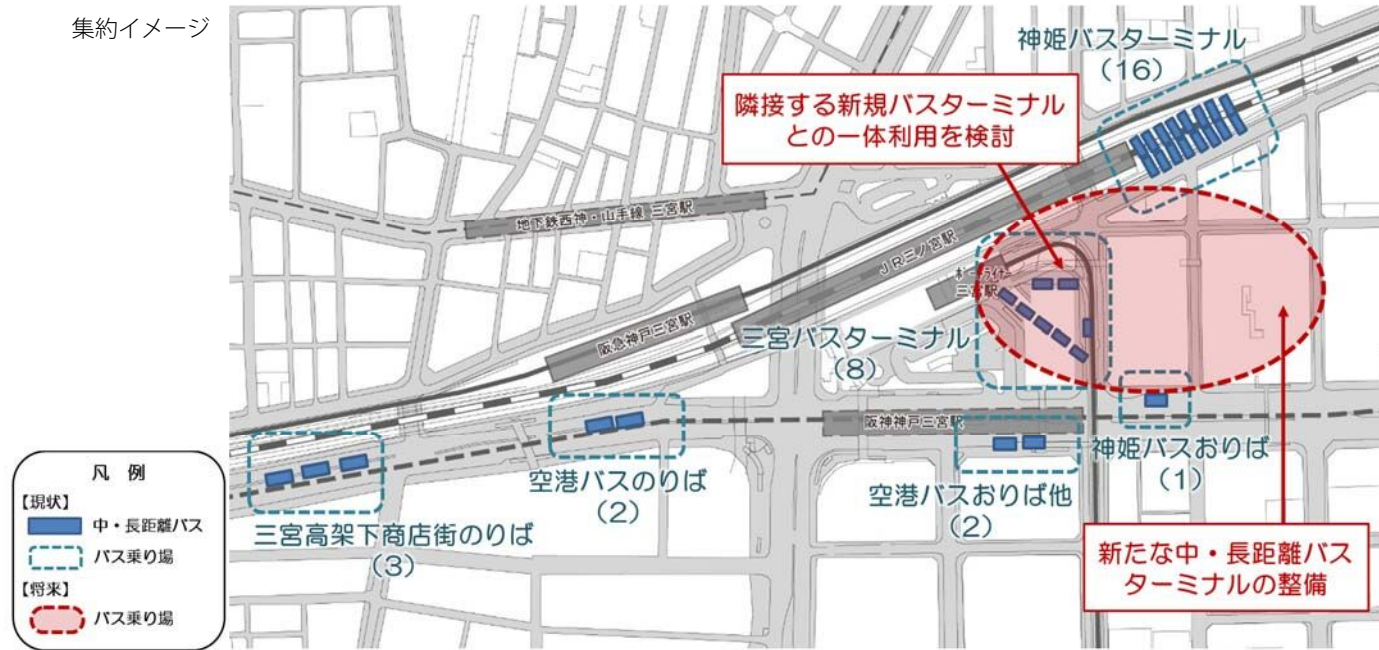 集約イメージ
神姫バスターミナル
（16）
隣接する新規バスターミナル
との一体利用を検討
地下鉄西神・山手線 三宮駅
JR三ノ宮駅
ポートライナー
三宮駅
阪急神戸三宮駅
三宮バスターミナル
（8）
阪神神戸三宮駅
神姫バスおりば
（1）
空港バスのりば
（2）
空港バスおりば他
（2）
三宮高架下商店街のりば
（3）
新たな中・長距離バス
ターミナルの整備
凡 例
【現状】
中・長距離バス
バス乗り場
【将来】
バス乗り場